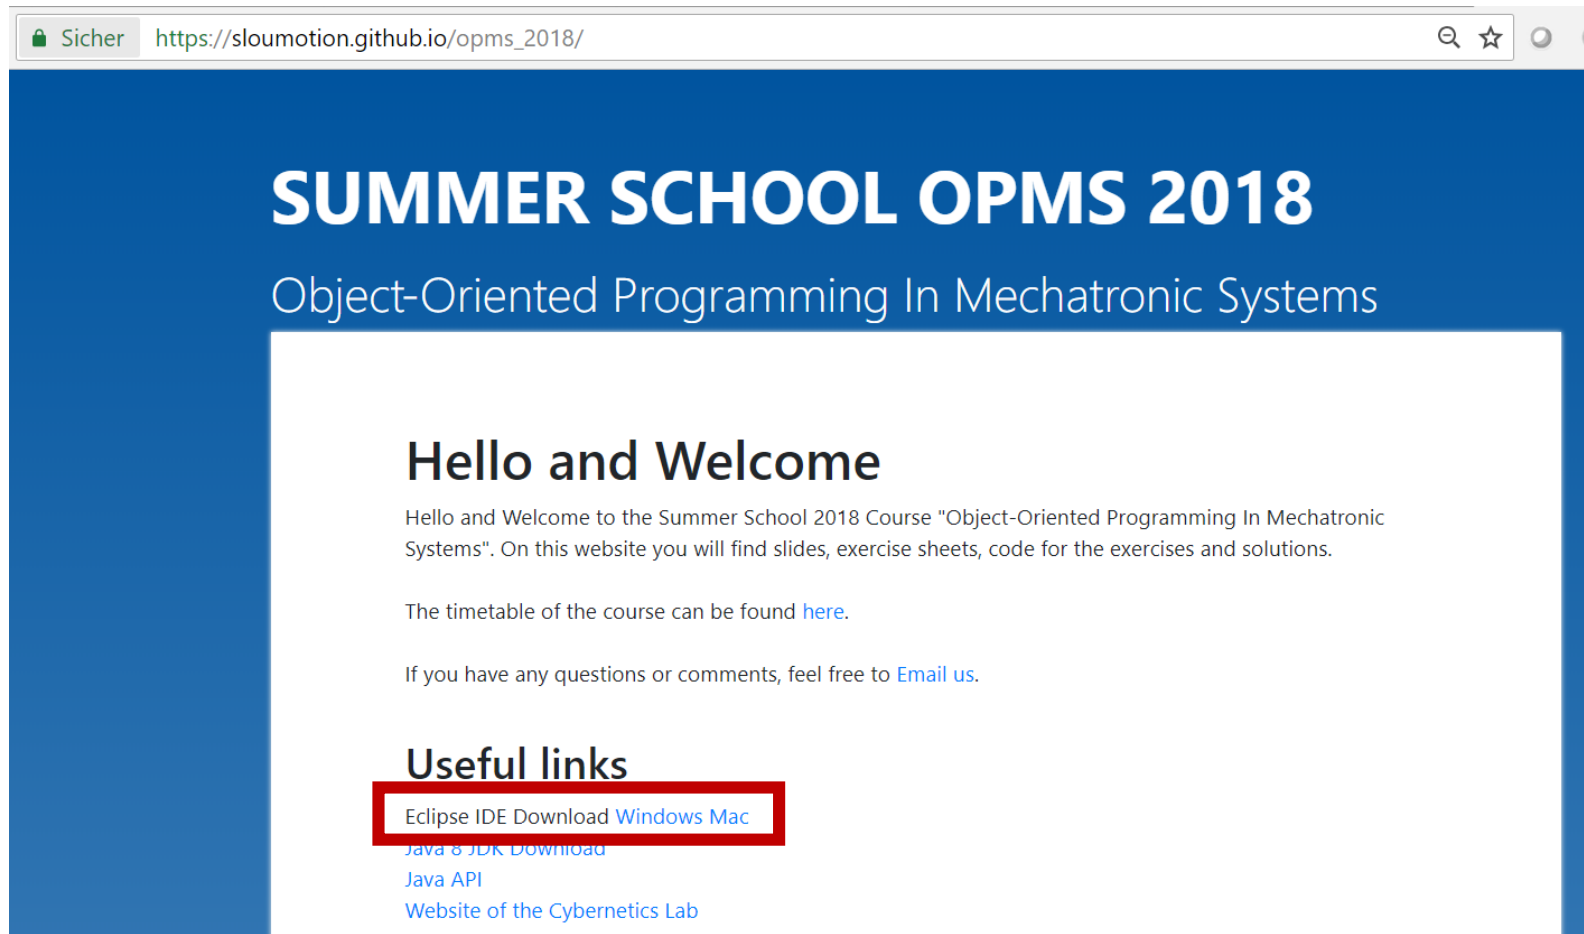 Sicher https://sloumotion.github.io/opms_2018/
SUMMER SCHOOL OPMS 2018
Object-Oriented Programming In Mechatronic Systems
Hello and Welcome
Hello and Welcome to the Summer School 2018 Course "Object-Oriented Programming In Mechatronic
Systems". On this website you will find slides, exercise sheets, code for the exercises and solutions.
The timetable of the course can be found here.
If you have any questions or comments, feel free to Email us.
Useful links
Eclipse IDE Download Windows Mac
Java 8 JDK Download
Java API
Website of the Cybernetics Lab